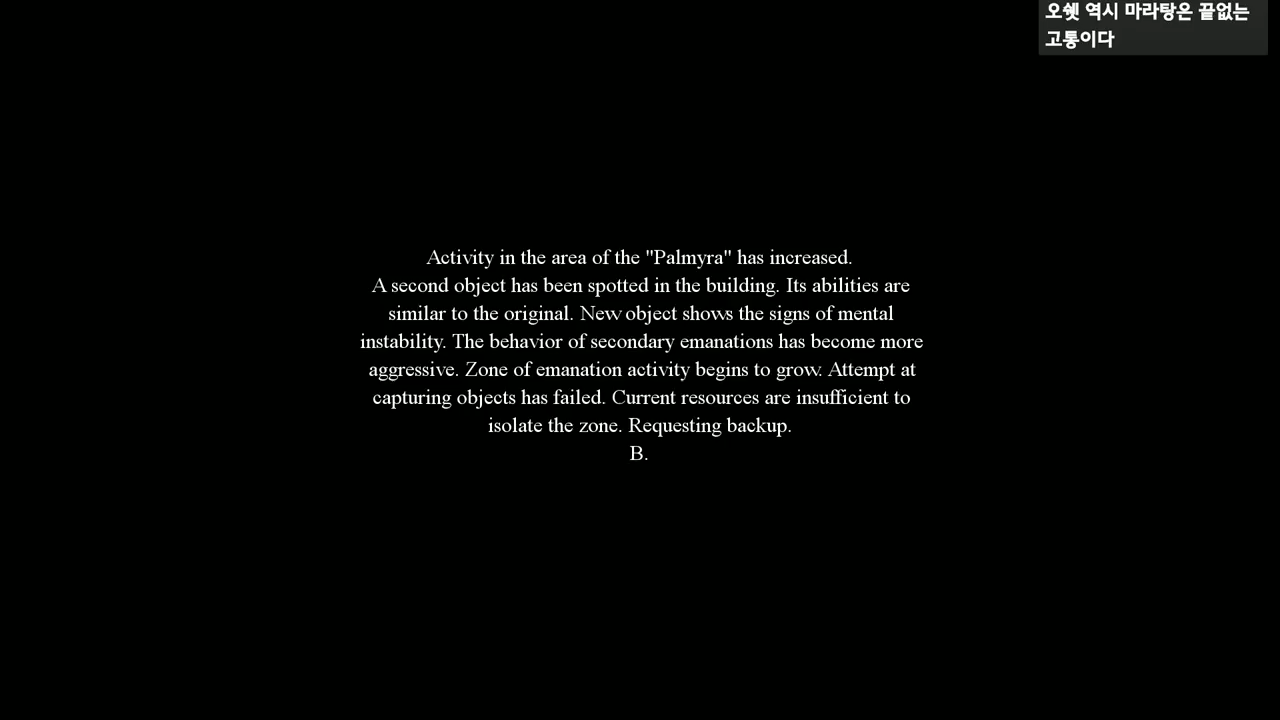 오쉣 역시 마라탕은 끝없는
고통이다
Activity in the area of the "Palmyra" has increased.
A second object has been spotted in the building. Its abilities are
similar to the original. New object shows the signs of mental
instability. The behavior of secondary emanations has become more
aggressive. Zone of emanation activity begins to grow. Attempt at
capturing objects has failed. Current resources are insufficient to
isolate the zone. Requesting backup.
B.